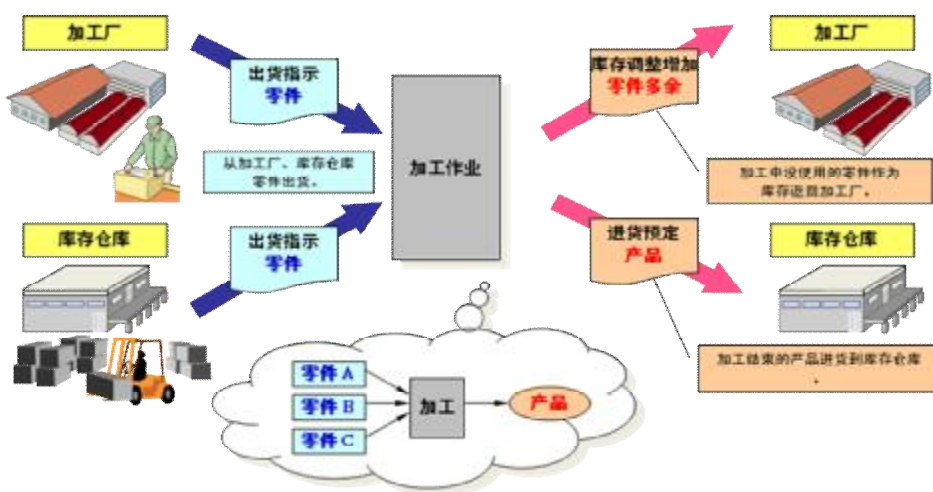 加工厂
出货指示
零件
从加工厂、库存仓库
零件出货。
库存仓库
出货指示
零件
加工作业
库存调整增加
零件多余
加工厂
加工中没使用的零件作为
库存返回加工厂。
进货预定
产品
库存仓库
加工结束的产品进货到库存仓库
。
零件 A
零件 B
零件 C
加工
产品